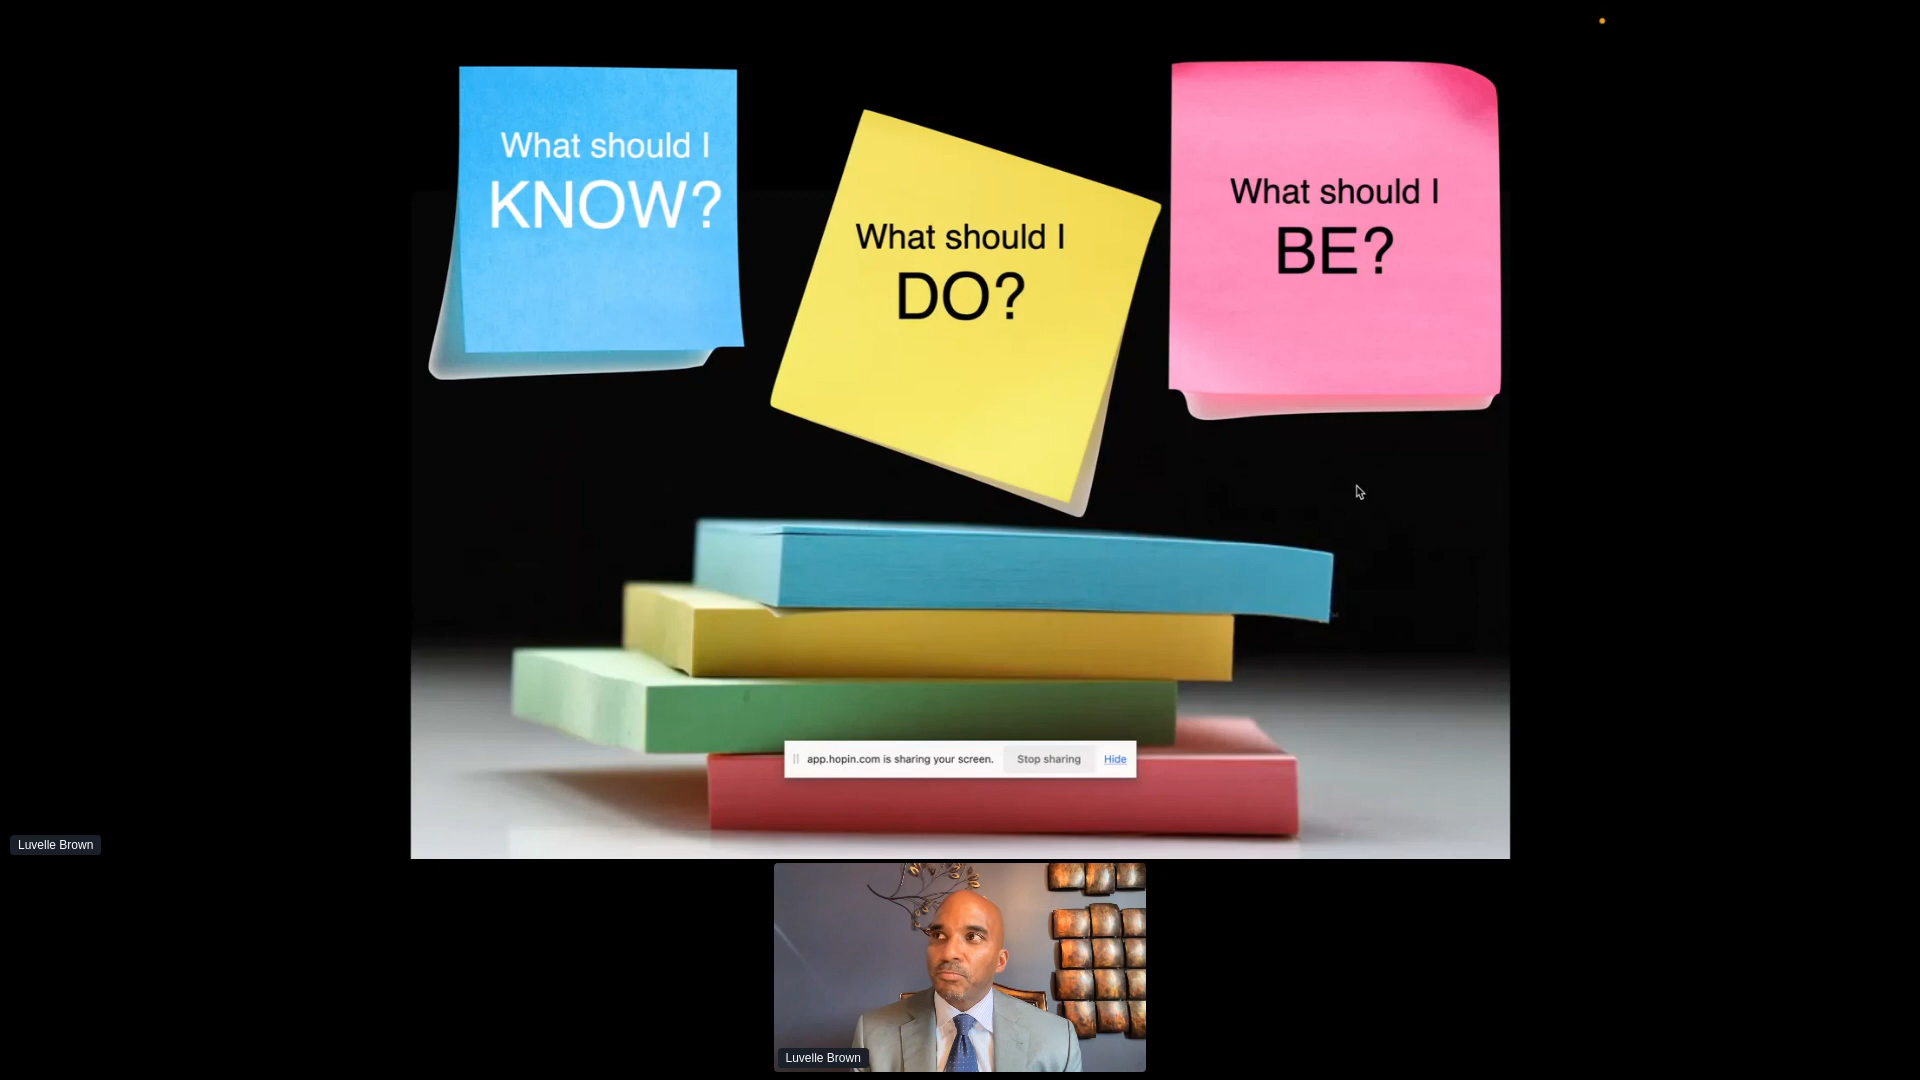 What should I
KNOW?
What should I
DO?
What should I
BE?
app.hopin.com is sharing your screen. Stop sharing Hide
Luvelle Brown
Luvelle Brown